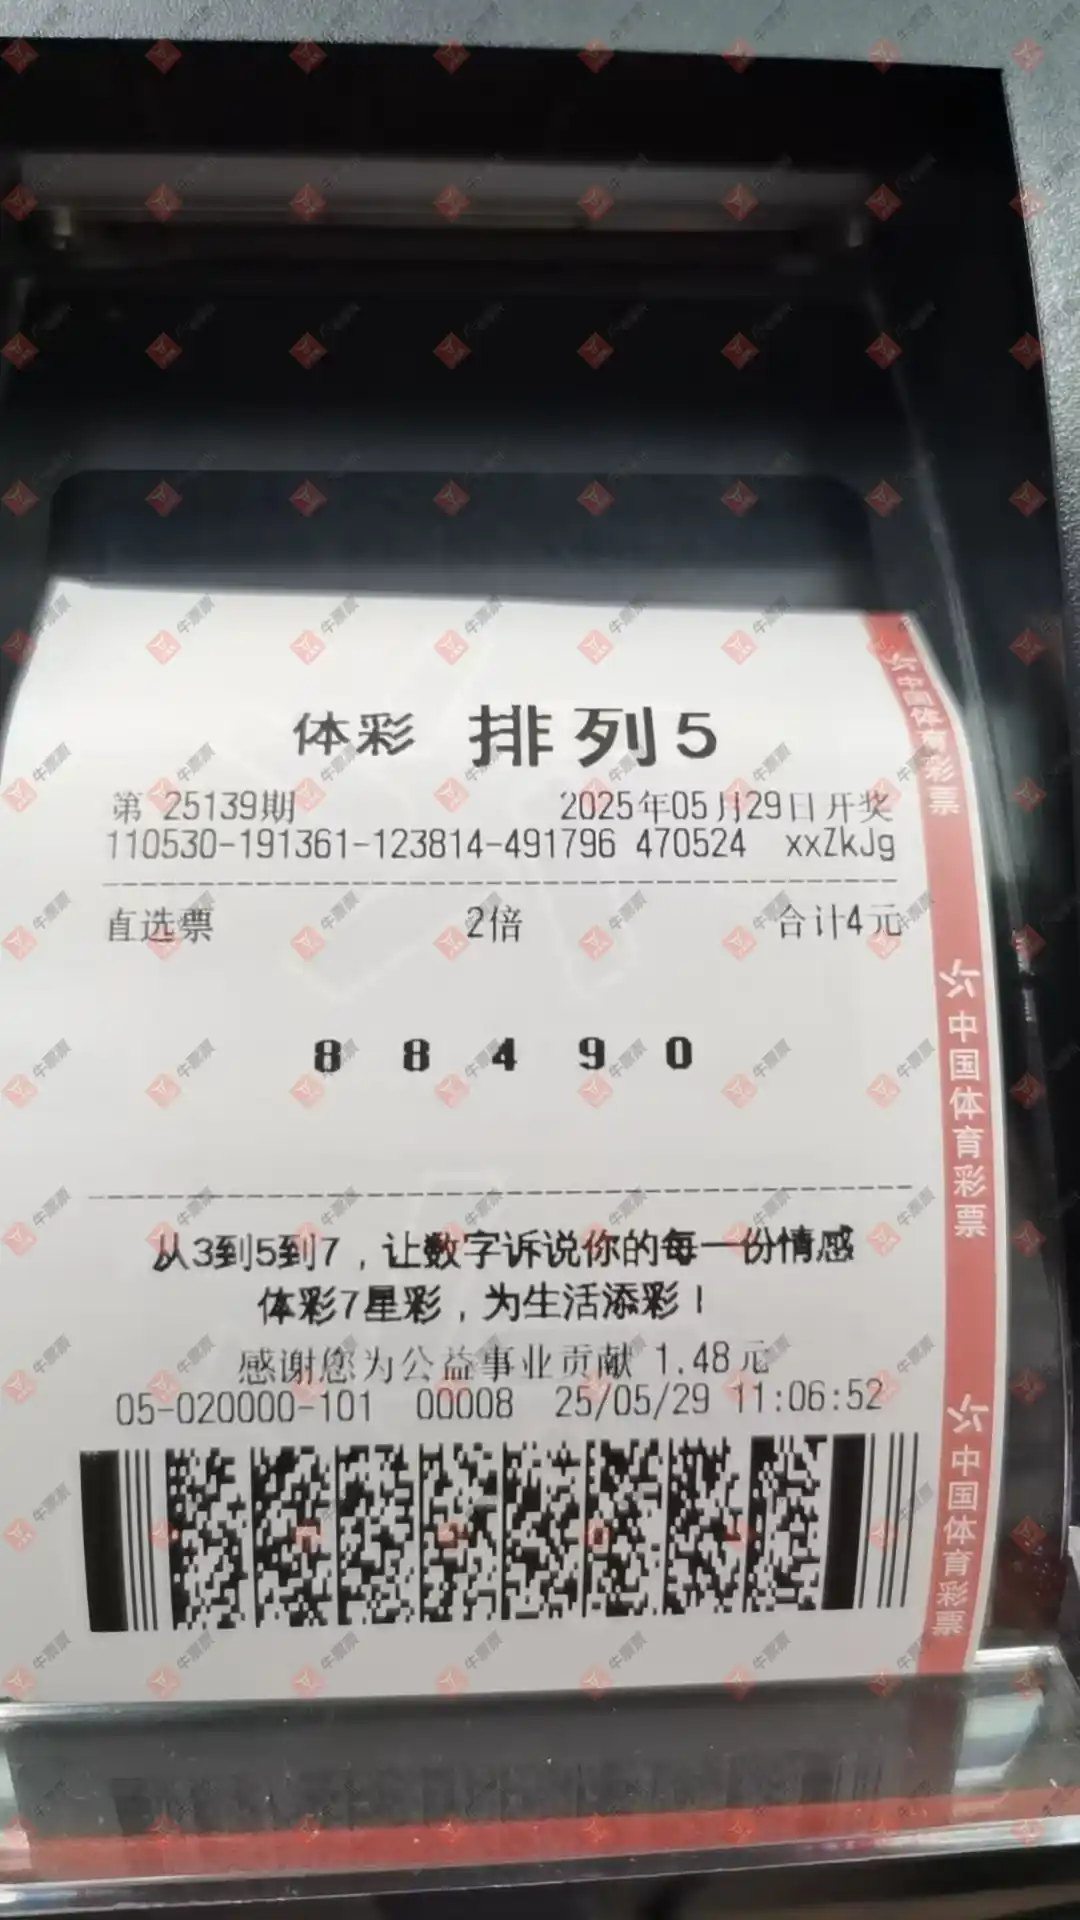 体彩 排列5
第 25139期 2025年05月29日开奖
110530-191361-123814-491796 470524 xxZkJg
直选票 2倍 合计4元
8 8 4 9 0
从3到5到7，让数字诉说你的每一份情感
体彩7星彩，为生活添彩！
感谢您为公益事业贡献 1.48元
05-020000-101 00008 25/05/29 11:06:52
中国体育彩票
中国体育彩票
中国体育彩票
牛票票